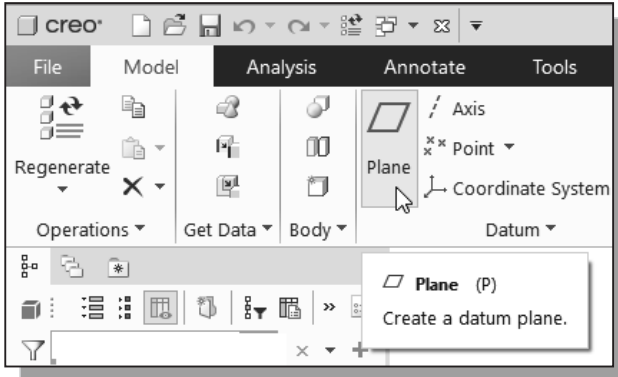 creo
File Model Analysis Annotate Tools
Regenerate
Plane
Axis
Point
Coordinate System
Operations Get Data Body Datum
Plane (P)
Create a datum plane.